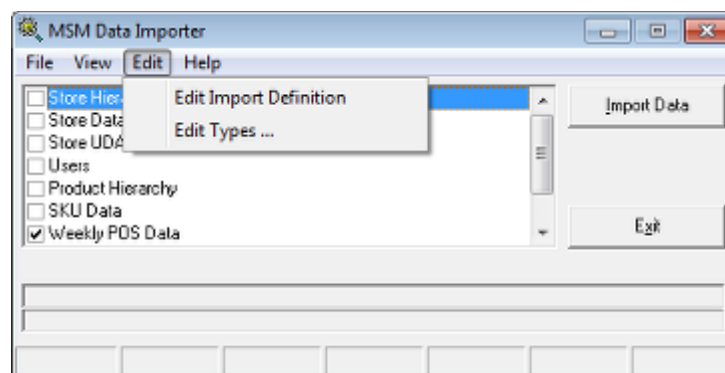 MSM Data Importer
File View Edit Help
Edit Import Definition
Edit Types ...
Store Hier
Store Data
Store UDA
Users
Product Hierarchy
SKU Data
Weekly POS Data
Import Data
Exit